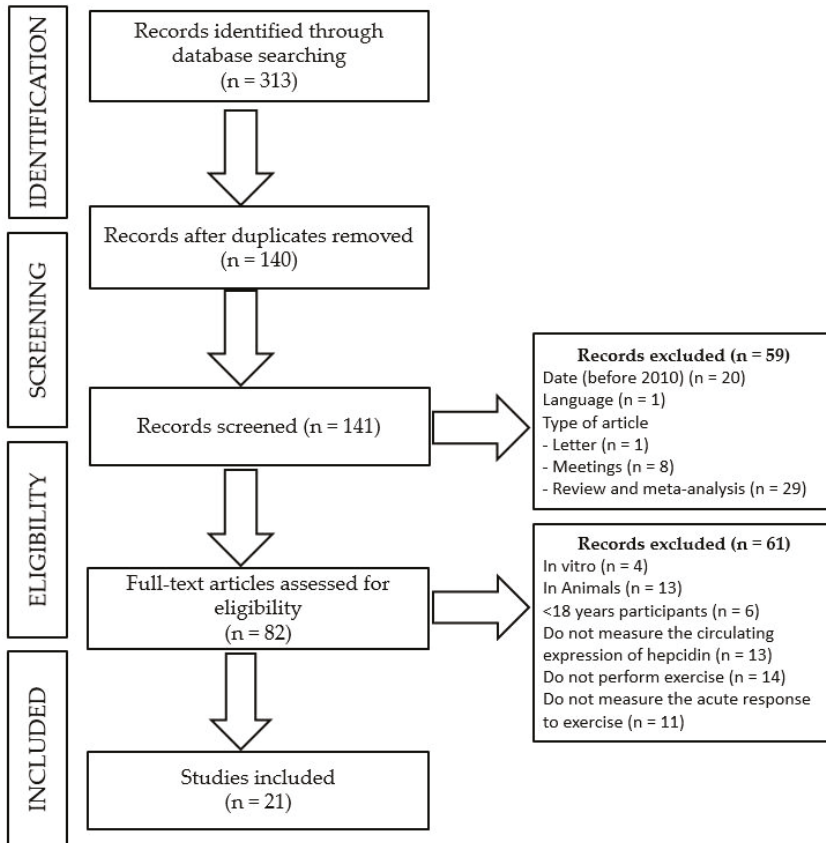 IDENTIFICATION
Records identified through
database searching
(n = 313)
Records after duplicates removed
(n = 140)
SCREENING
Records screened (n = 141)
Records excluded (n = 59)
Date (before 2010) (n = 20)
Language (n = 1)
Type of article
- Letter (n = 1)
- Meetings (n = 8)
- Review and meta-analysis (n = 29)
ELIGIBILITY
Full-text articles assessed for
eligibility
(n = 82)
Records excluded (n = 61)
In vitro (n = 4)
In Animals (n = 13)
<18 years participants (n = 6)
Do not measure the circulating
expression of hepcidin (n = 13)
Do not perform exercise (n = 14)
Do not measure the acute response
to exercise (n = 11)
INCLUDED
Studies included
(n = 21)